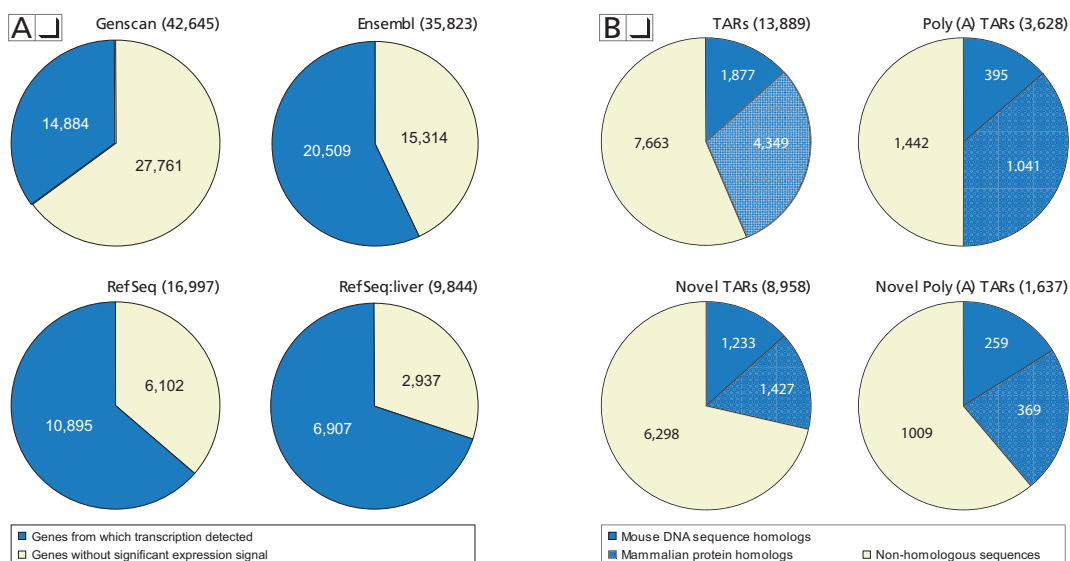 A
Genscan (42,645)
14,884
27,761
Ensembl (35,823)
20,509
15,314
RefSeq (16,997)
10,895
6,102
RefSeq:liver (9,844)
6,907
2,937
Genes from which transcription detected
Genes without significant expression signal
B
TARs (13,889)
1,877
4,349
7,663
Poly (A) TARs (3,628)
395
1.041
1,442
Novel TARs (8,958)
1,233
1,427
6,298
Novel Poly (A) TARs (1,637)
259
369
1009
Mouse DNA sequence homologs
Mammalian protein homologs
Non-homologous sequences